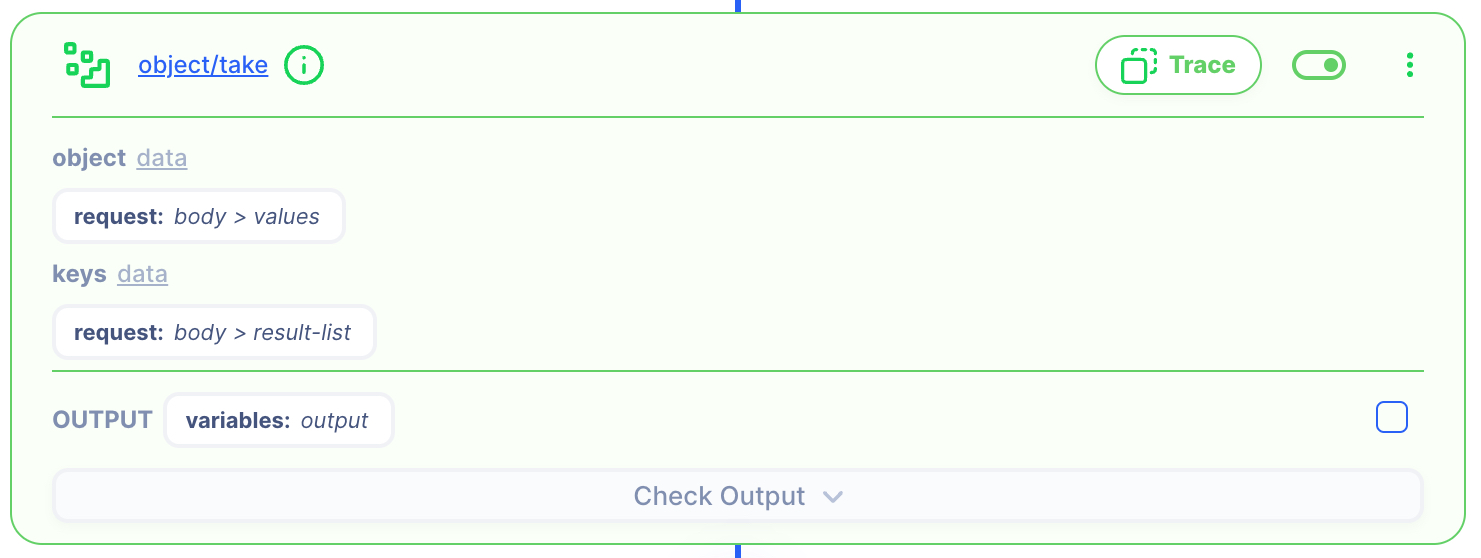 object/take Trace
object data
request: body > values
keys data
request: body > result-list
OUTPUT variables: output
Check Output